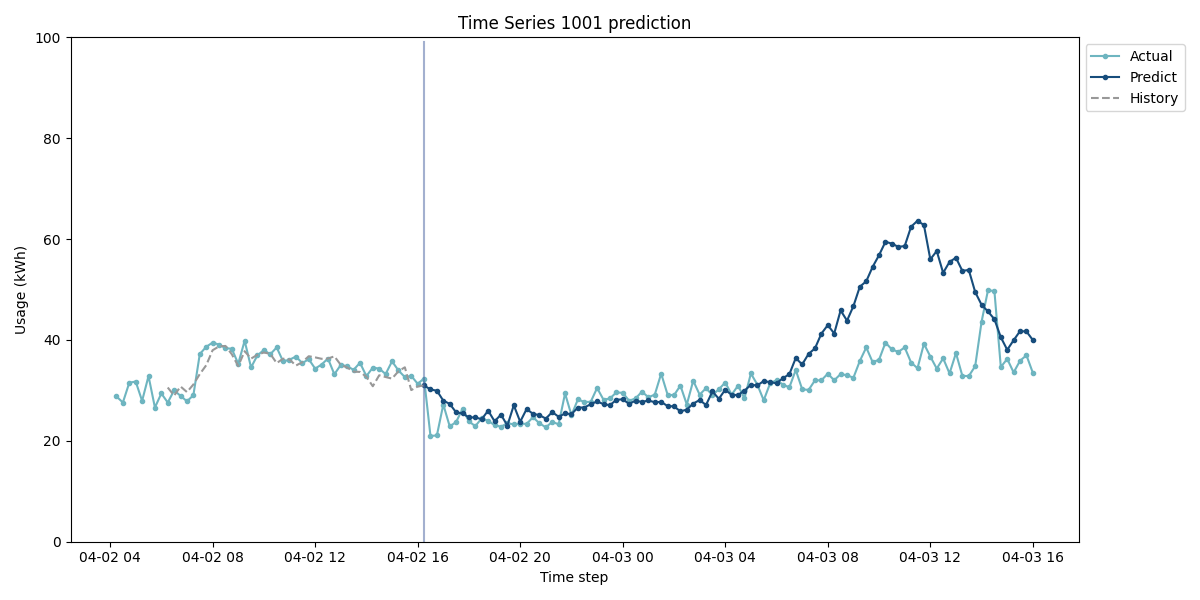 Time Series 1001 prediction
100
80
60
40
20
0
Usage (kWh)
04-02 04
04-02 08
04-02 12
04-02 16
04-02 20
04-03 00
04-03 04
04-03 08
04-03 12
04-03 16
Time step
Actual
Predict
History